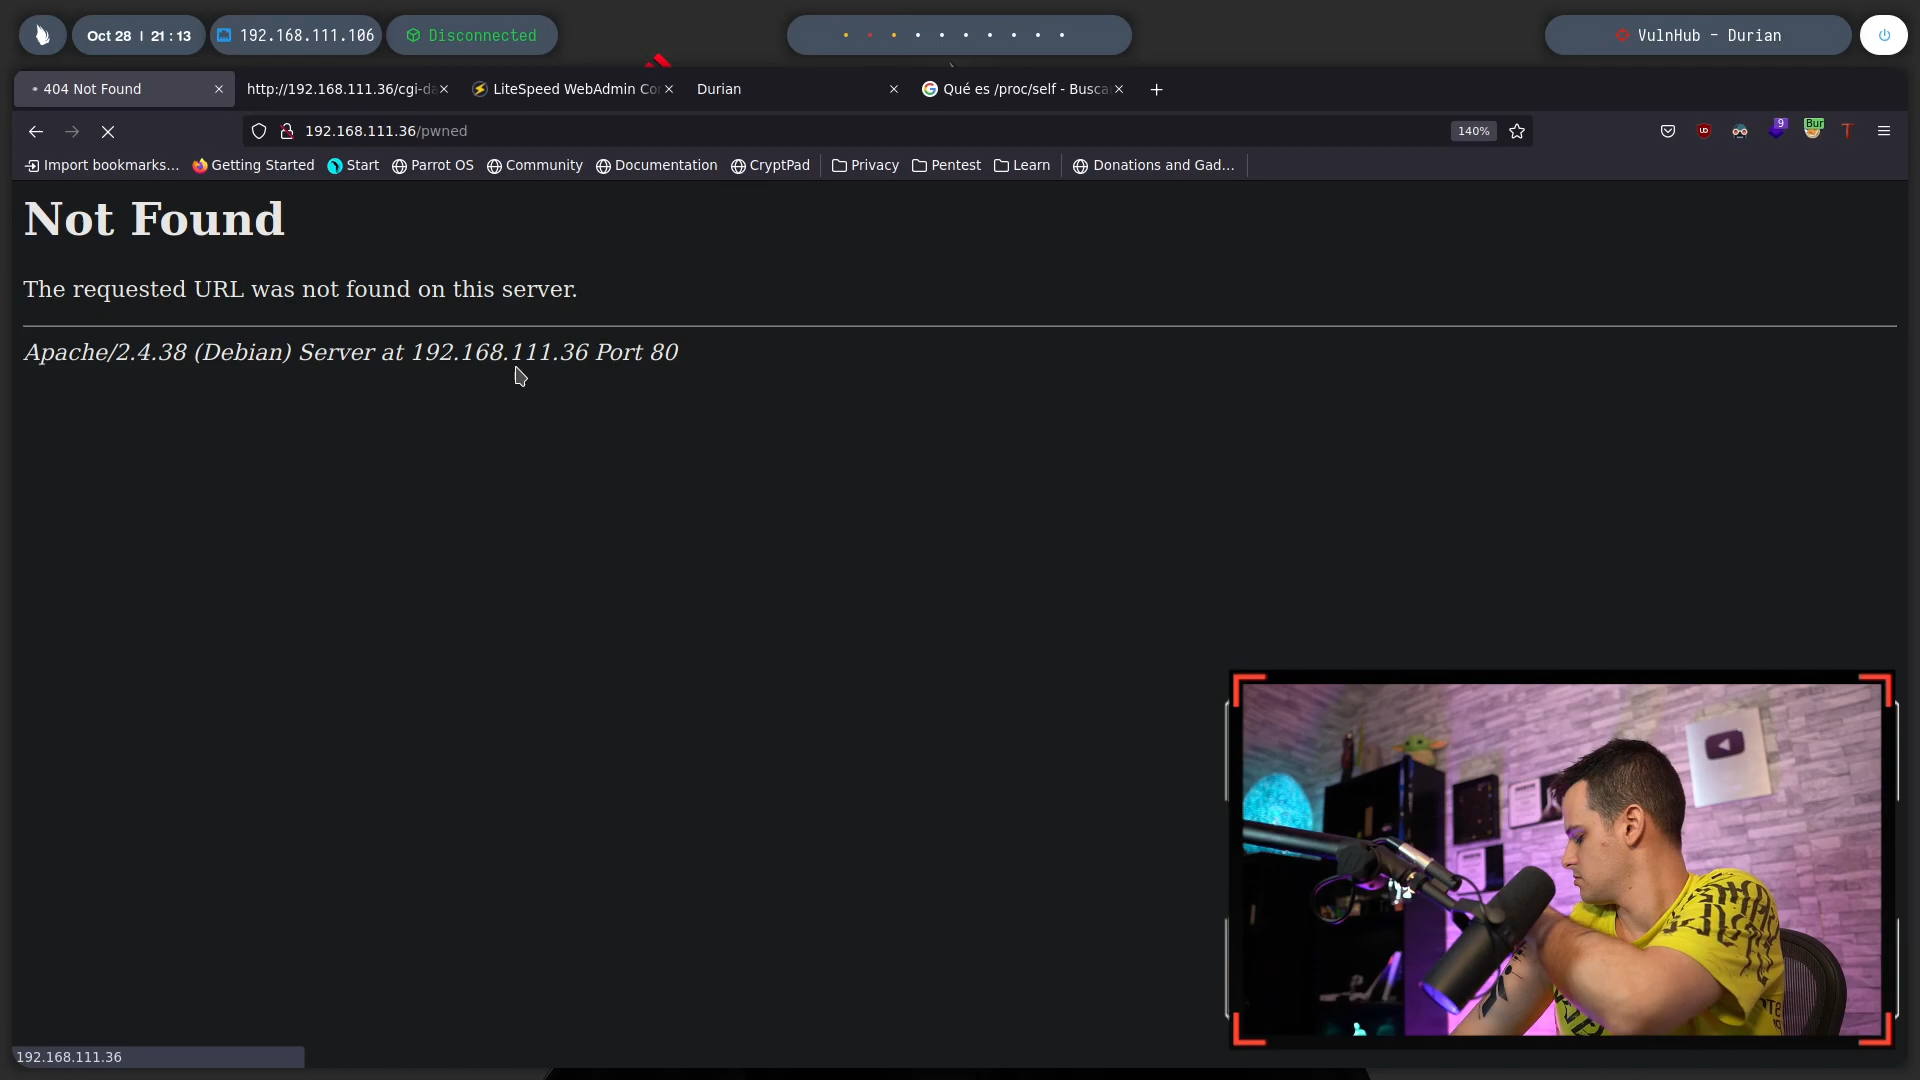 Oct 28 | 21:13
192.168.111.106
Disconnected
VulnHub - Durian
404 Not Found
http://192.168.111.36/cgi-da
LiteSpeed WebAdmin Co
Durian
Qué es /proc/self - Busca
192.168.111.36/pwned
140%
9
Bur
Import bookmarks...
Getting Started
Start
Parrot OS
Community
Documentation
CryptPad
Privacy
Pentest
Learn
Donations and Gad...
Not Found
The requested URL was not found on this server.
Apache/2.4.38 (Debian) Server at 192.168.111.36 Port 80
192.168.111.36